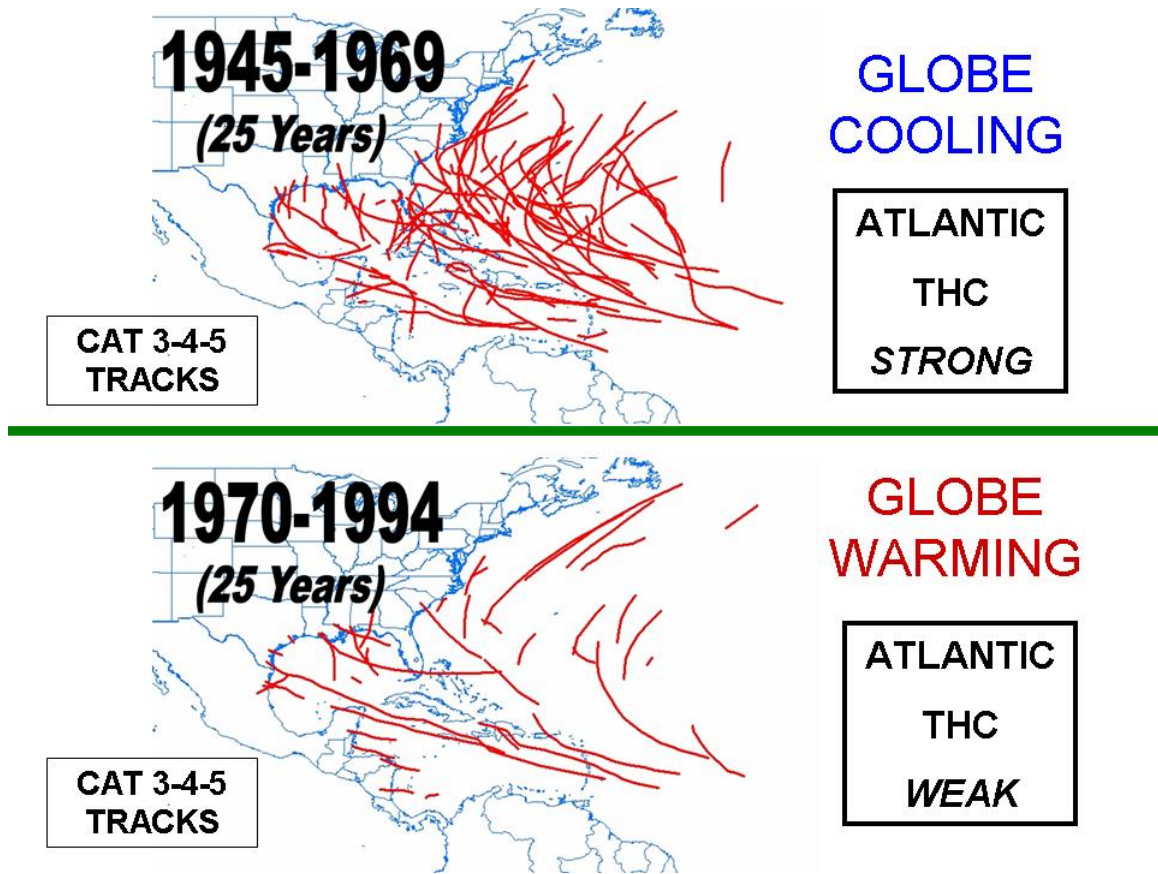 1945-1969
(25 Years)
GLOBE
COOLING
ATLANTIC
THC
STRONG
CAT 3-4-5
TRACKS
1970-1994
(25 Years)
GLOBE
WARMING
ATLANTIC
THC
WEAK
CAT 3-4-5
TRACKS